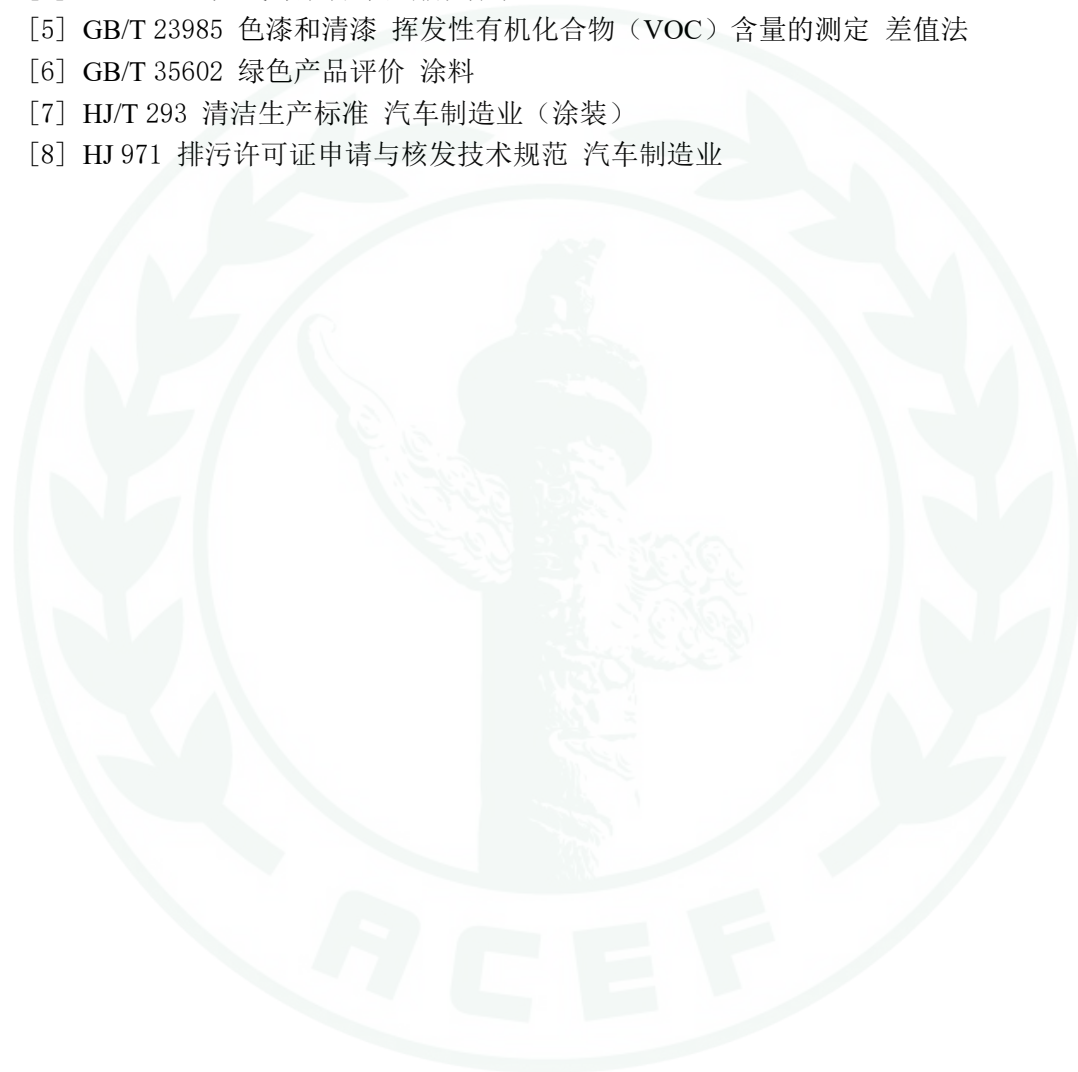 [5] GB/T 23985 色漆和清漆 挥发性有机化合物（VOC）含量的测定 差值法
[6] GB/T 35602 绿色产品评价 涂料
[7] HJ/T 293 清洁生产标准 汽车制造业（涂装）
[8] HJ 971 排污许可证申请与核发技术规范 汽车制造业
ACEF